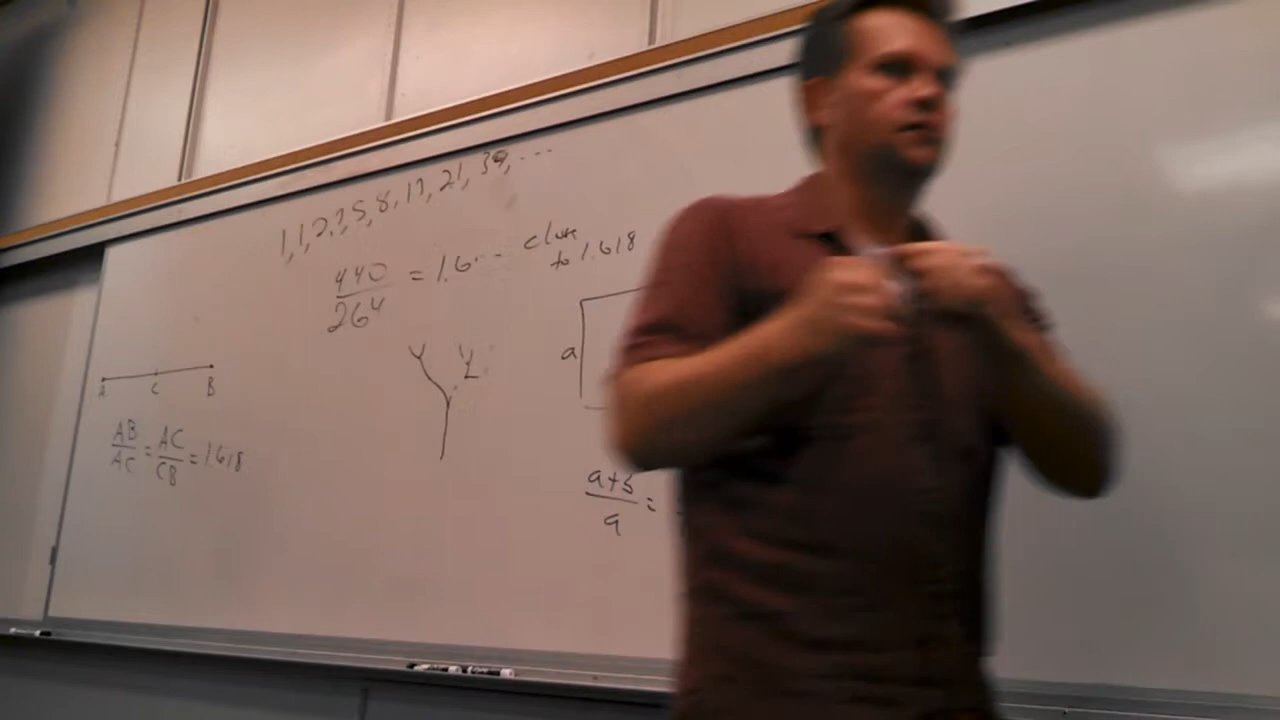 1, 1, 2, 3, 5, 8, 13, 21, 34, ...
440/264 = 1.6... close to 1.618
a
A C B
AB/AC = AC/CB = 1.618
a+b/a =